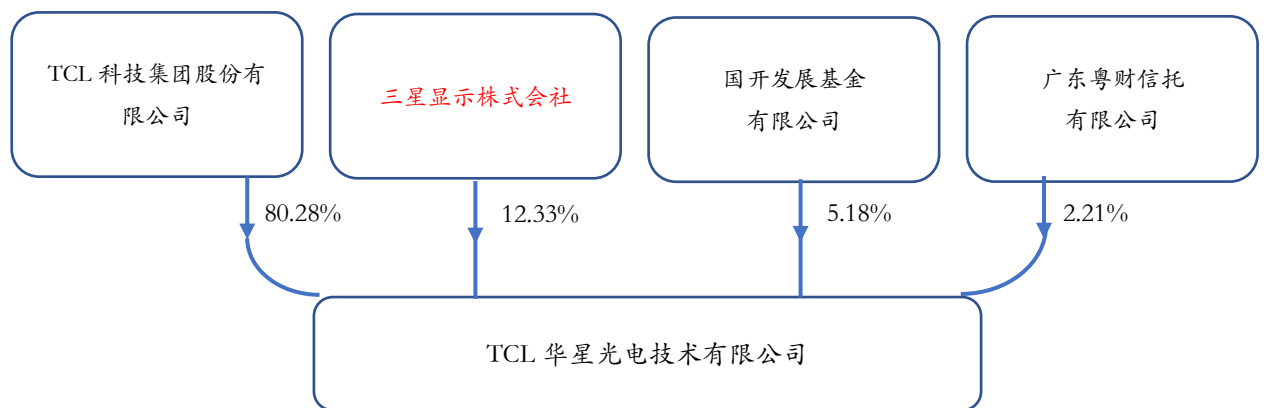 TCL 科技集团股份有
限公司
三星显示株式会社
国开发展基金
有限公司
广东粤财信托
有限公司
80.28%
12.33%
5.18%
2.21%
TCL 华星光电技术有限公司